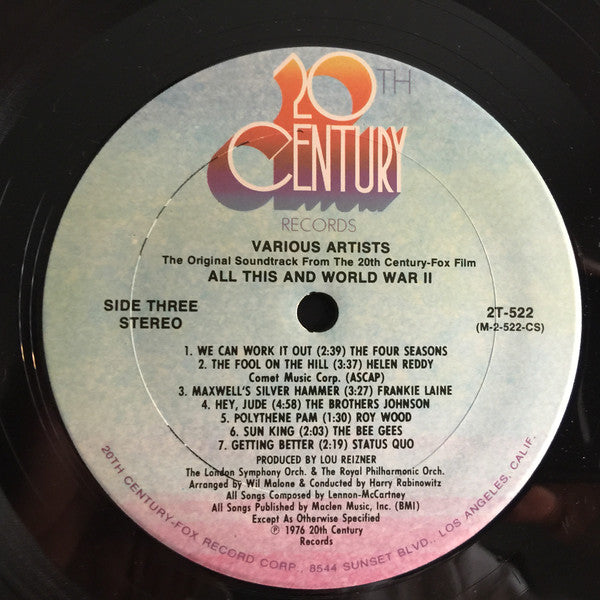 20TH
CENTURY
RECORDS
VARIOUS ARTISTS
The Original Soundtrack From The 20th Century-Fox Film
ALL THIS AND WORLD WAR II
SIDE THREE
STEREO
2T-522
(M-2-522-CS)
1. WE CAN WORK IT OUT (2:39) THE FOUR SEASONS
2. THE FOOL ON THE HILL (3:37) HELEN REDDY
Comet Music Corp. (ASCAP)
3. MAXWELL'S SILVER HAMMER (3:27) FRANKIE LAINE
4. HEY, JUDE (4:58) THE BROTHERS JOHNSON
5. POLYTHENE PAM (1:30) ROY WOOD
6. SUN KING (2:03) THE BEE GEES
7. GETTING BETTER (2:19) STATUS QUO
PRODUCED BY LOU REIZNER
The London Symphony Orch. & The Royal Philharmonic Orch.
Arranged by Wil Malone & Conducted by Harry Rabinowitz
All Songs Composed by Lennon-McCartney
All Songs Published by Maclen Music, Inc. (BMI)
Except As Otherwise Specified
℗ 1976 20th Century
Records
20TH CENTURY-FOX RECORD CORP., 8544 SUNSET BLVD., LOS ANGELES, CALIF.